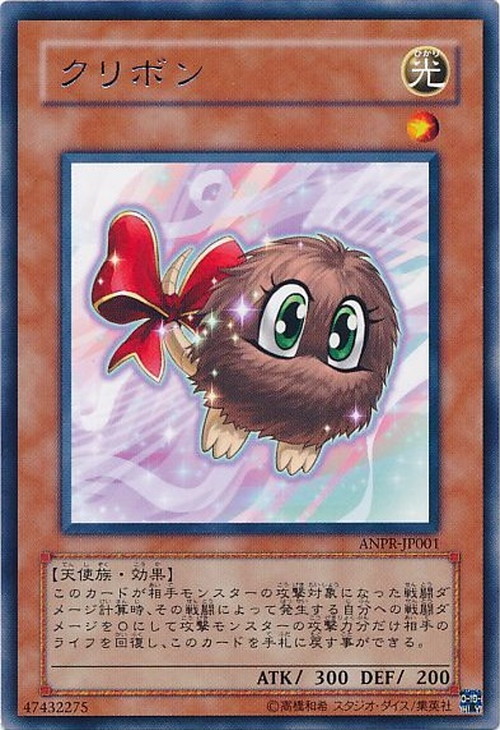 クリボン
光
ひかり
ANPR-JP001
【天使族・効果】
このカードが相手モンスターの攻撃対象になった戦闘ダ
メージ計算時、その戦闘によって発生する自分への戦闘ダ
メージを０にして攻撃モンスターの攻撃力分だけ相手の
ライフを回復し、このカードを手札に戻す事ができる。
ATK/ 300 DEF/ 200
47432275
©高橋和希 スタジオ・ダイス/集英社